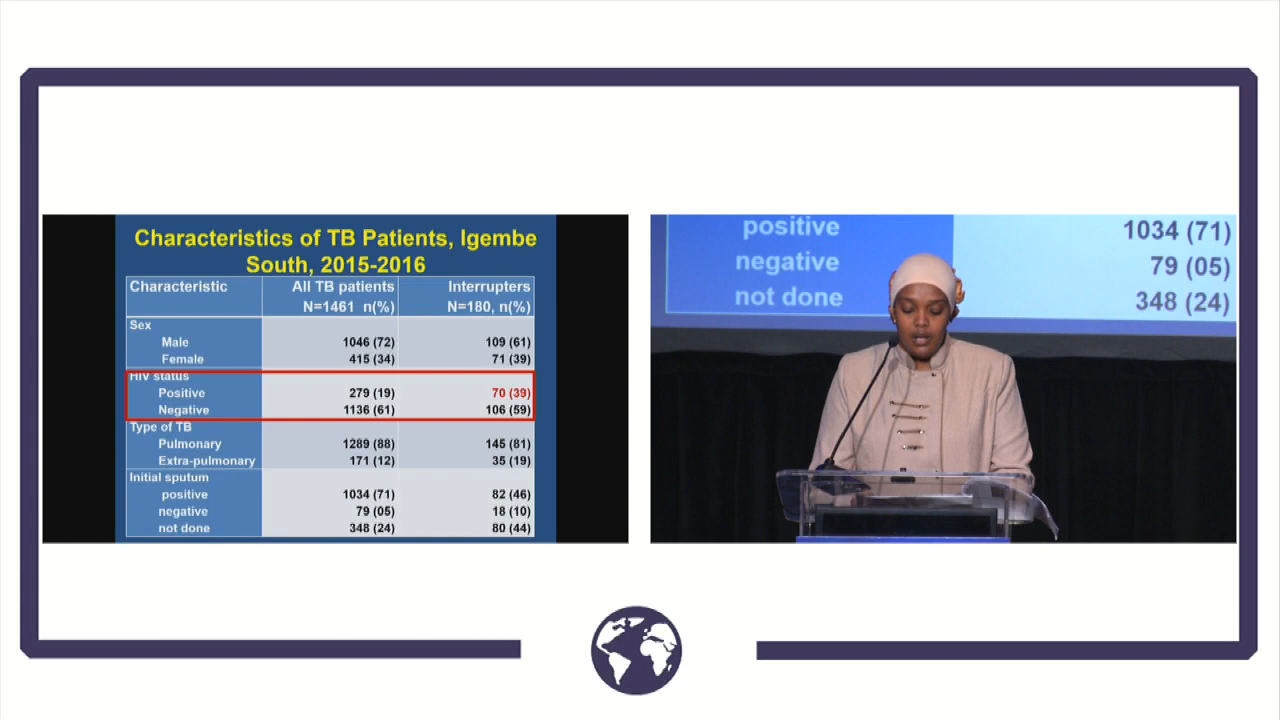 Characteristics of TB Patients, Igembe
South, 2015-2016
Characteristic All TB patients Interrupters
N=1461 n(%) N=180, n(%)
Sex
Male 1046 (72) 109 (61)
Female 415 (34) 71 (39)
HIV status
Positive 279 (19) 70 (39)
Negative 1136 (61) 106 (59)
Type of TB
Pulmonary 1289 (88) 145 (81)
Extra-pulmonary 171 (12) 35 (19)
Initial sputum
positive 1034 (71) 82 (46)
negative 79 (05) 18 (10)
not done 348 (24) 80 (44)
positive 1034 (71)
negative 79 (05)
not done 348 (24)